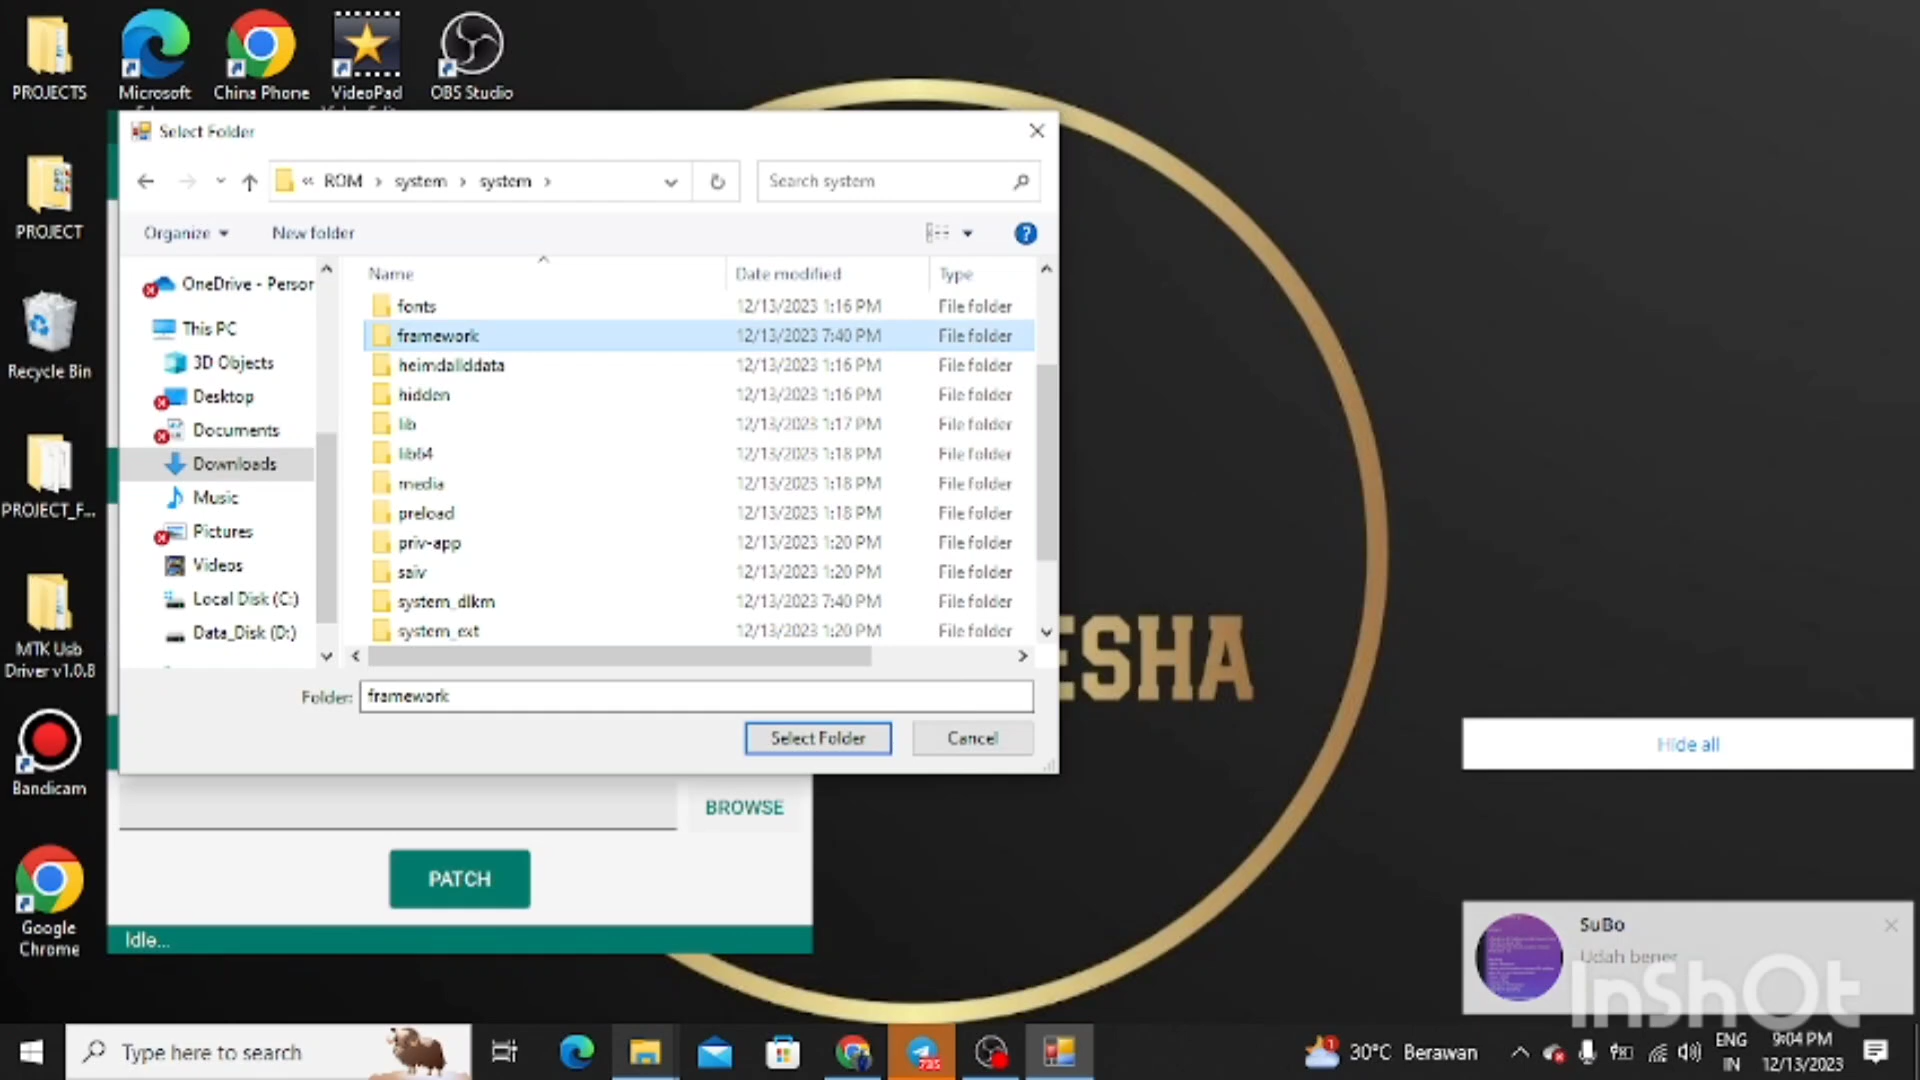 PROJECTS
Microsoft
China Phone
VideoPad
OBS Studio
PROJECT
Recycle Bin
PROJECT_F...
MTK Usb
Driver v1.0.8
Bandicam
Google
Chrome
Select Folder
« ROM › system › system ›
Search system
Organize
New folder
OneDrive - Person
This PC
3D Objects
Desktop
Documents
Downloads
Music
Pictures
Videos
Local Disk (C:)
Data_Disk (D:)
Name Date modified Type
fonts 12/13/2023 1:16 PM File folder
framework 12/13/2023 7:40 PM File folder
heimdallddata 12/13/2023 1:16 PM File folder
hidden 12/13/2023 1:16 PM File folder
lib 12/13/2023 1:17 PM File folder
lib64 12/13/2023 1:18 PM File folder
media 12/13/2023 1:18 PM File folder
preload 12/13/2023 1:18 PM File folder
priv-app 12/13/2023 1:20 PM File folder
saiv 12/13/2023 1:20 PM File folder
system_dlkm 12/13/2023 7:40 PM File folder
system_ext 12/13/2023 1:20 PM File folder
Folder: framework
Select Folder
Cancel
ESHA
BROWSE
PATCH
Idle...
Hide all
SuBo
Udah bener
InShOt
Type here to search
30°C Berawan
ENG
IN
9:04 PM
12/13/2023